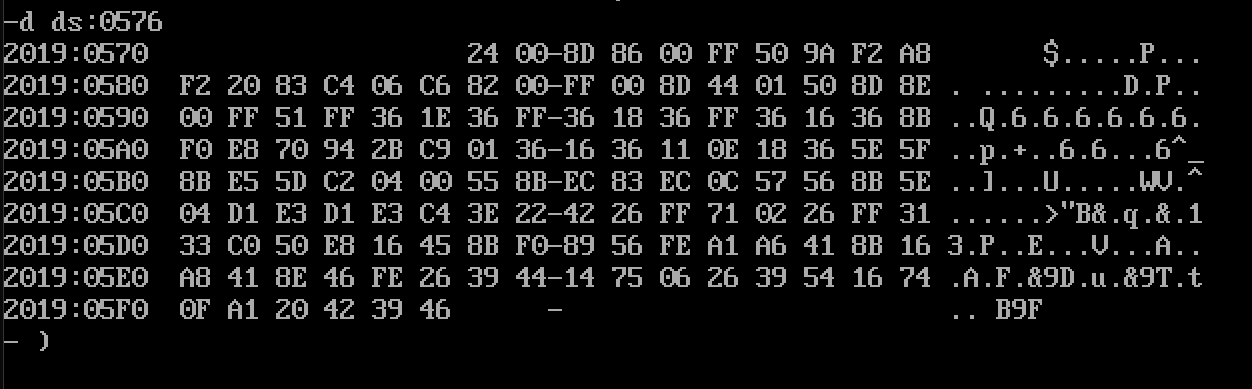 -d ds:0576
2019:0570                    24 00-8D 86 00 FF 50 9A F2 A8       $.....P...
2019:0580  F2 20 83 C4 06 C6 82 00-FF 00 8D 44 01 50 8D 8E . .........D.P..
2019:0590  00 FF 51 FF 36 1E 36 FF-36 18 36 FF 36 16 36 8B ..Q.6.6.6.6.6.6.
2019:05A0  F0 E8 70 94 2B C9 01 36-16 36 11 0E 18 36 5E 5F ..p.+..6.6...6^_
2019:05B0  8B E5 5D C2 04 00 55 8B-EC 83 EC 0C 57 56 8B 5E ..]...U.....WV.^
2019:05C0  04 D1 E3 D1 E3 C4 3E 22-42 26 FF 71 02 26 FF 31 ......>"B&.q.&.1
2019:05D0  33 C0 50 E8 16 45 8B F0-89 56 FE A1 A6 41 8B 16 3.P..E...V...A..
2019:05E0  A8 41 8E 46 FE 26 39 44-14 75 06 26 39 54 16 74 .A.F.&9D.u.&9T.t
2019:05F0  0F A1 20 42 39 46      -                        .. B9F
- )